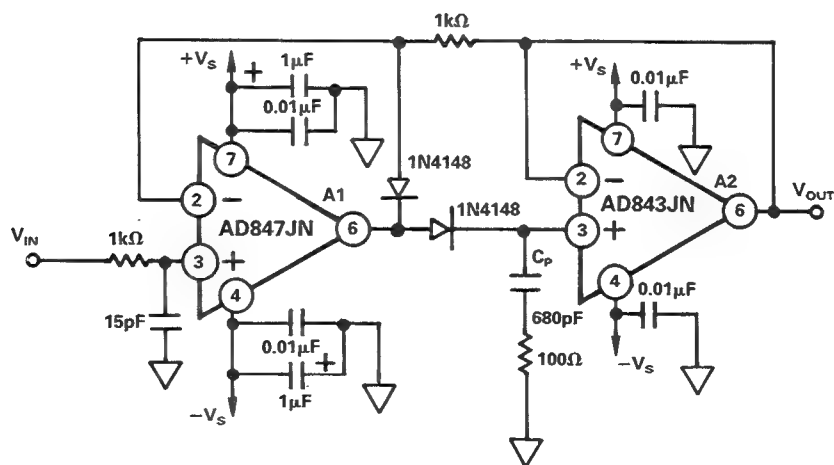 1kΩ
+VS
+
1µF
0.01µF
+VS
0.01µF
7
7
1N4148
2
−
A1
1N4148
2
−
AD843JN
A2
VOUT
AD847JN
6
6
VIN
1kΩ
3
+
3
+
CP
4
4
15pF
680pF
0.01µF
0.01µF
+
100Ω
−VS
1µF
−VS